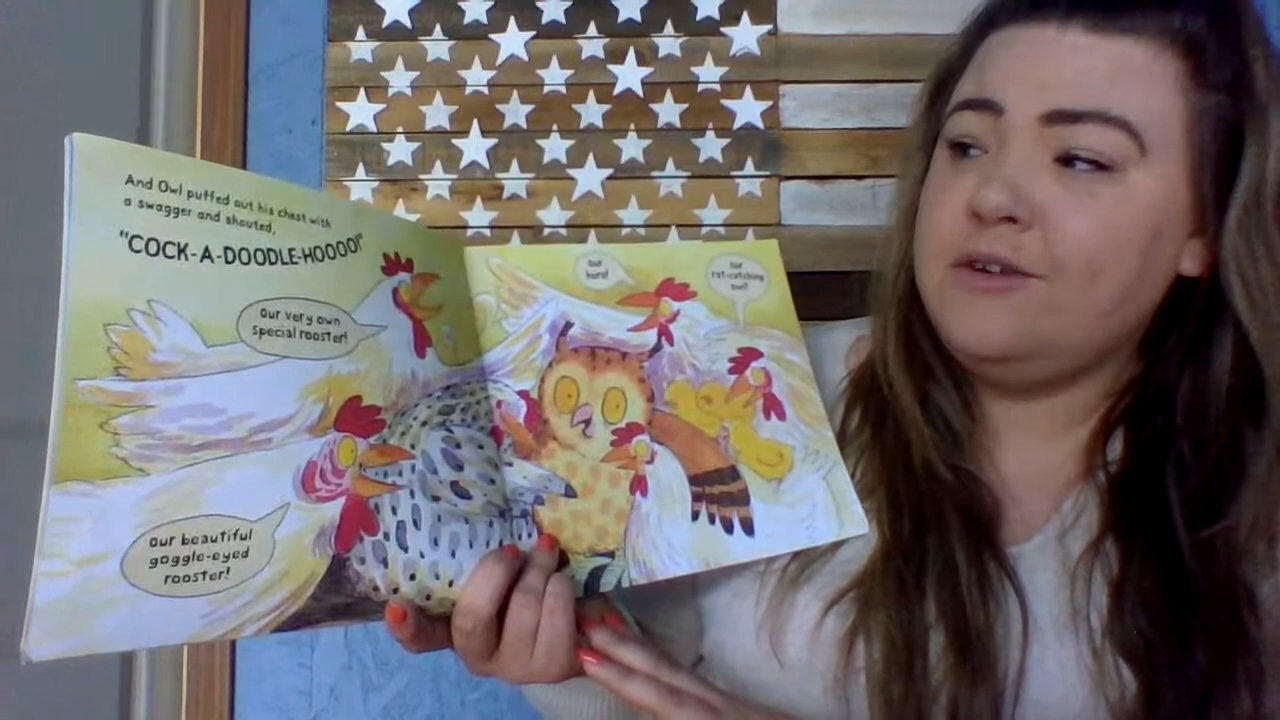 And Owl puffed out his chest with
a swagger and shouted,
"COCK-A-DOODLE-HOOOO!"
Our very own
special rooster!
Our beautiful
goggle-eyed
rooster!
Our
hero!
Our
rat-catching
owl!